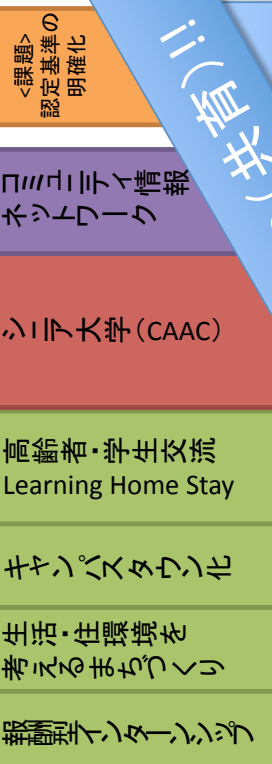 <課題>
認定基準の
明確化
共育)!!
コミュニティ情報
ネットワーク
シニア大学(CAAC)
高齢者・学生交流
Learning Home Stay
キャンパスタウン化
生活・住環境を
考えるまちづくり
報酬型インターンシップ